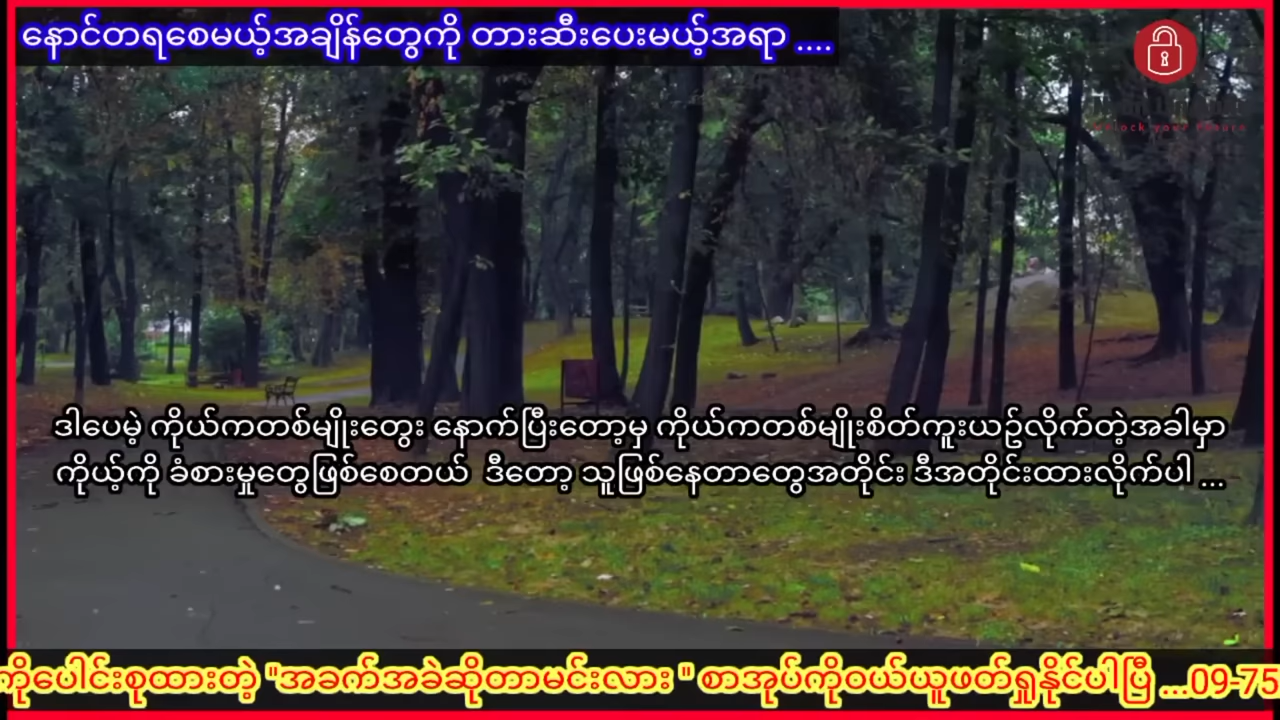 နောင်တရစေမယ့်အချိန်တွေကို တားဆီးပေးမယ့်အရာ ....
ဒါပေမဲ့ ကိုယ်ကတစ်မျိုးတွေး နောက်ပြီးတော့မှ ကိုယ်ကတစ်မျိုးစိတ်ကူးယဥ်လိုက်တဲ့အခါမှာ
ကိုယ့်ကို ခံစားမှုတွေဖြစ်စေတယ် ဒီတော့ သူဖြစ်နေတာတွေအတိုင်း ဒီအတိုင်းထားလိုက်ပါ ...
ကိုပေါင်းစုထားတဲ့ "အခက်အခဲဆိုတာမင်းလား " စာအုပ်ကိုဝယ်ယူဖတ်ရှုနိုင်ပါပြီ ...09-75